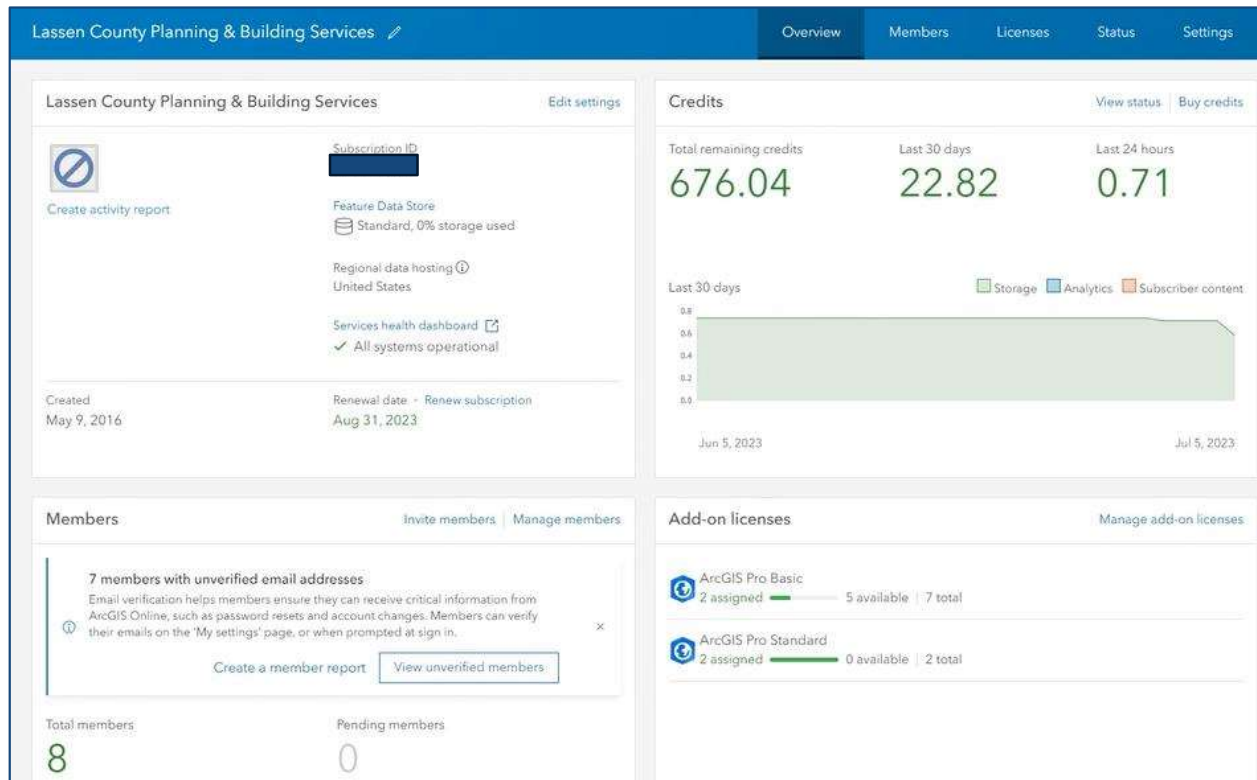 Lassen County Planning & Building Services
Overview
Members
Licenses
Status
Settings
Lassen County Planning & Building Services
Edit settings
Create activity report
Subscription ID
Feature Data Store
Standard, 0% storage used
Regional data hosting
United States
Services health dashboard
All systems operational
Created
May 9, 2016
Renewal date - Renew subscription
Aug 31, 2023
Credits
View status | Buy credits
Total remaining credits
676.04
Last 30 days
22.82
Last 24 hours
0.71
Last 30 days
Storage Analytics Subscriber content
0.8
0.6
0.4
0.2
0.0
Jun 5, 2023
Jul 5, 2023
Members
Invite members | Manage members
7 members with unverified email addresses
Email verification helps members ensure they can receive critical information from
ArcGIS Online, such as password resets and account changes. Members can verify
their emails on the 'My settings' page, or when prompted at sign in.
Create a member report
View unverified members
Total members
8
Pending members
0
Add-on licenses
Manage add-on licenses
ArcGIS Pro Basic
2 assigned 5 available | 7 total
ArcGIS Pro Standard
2 assigned 0 available | 2 total